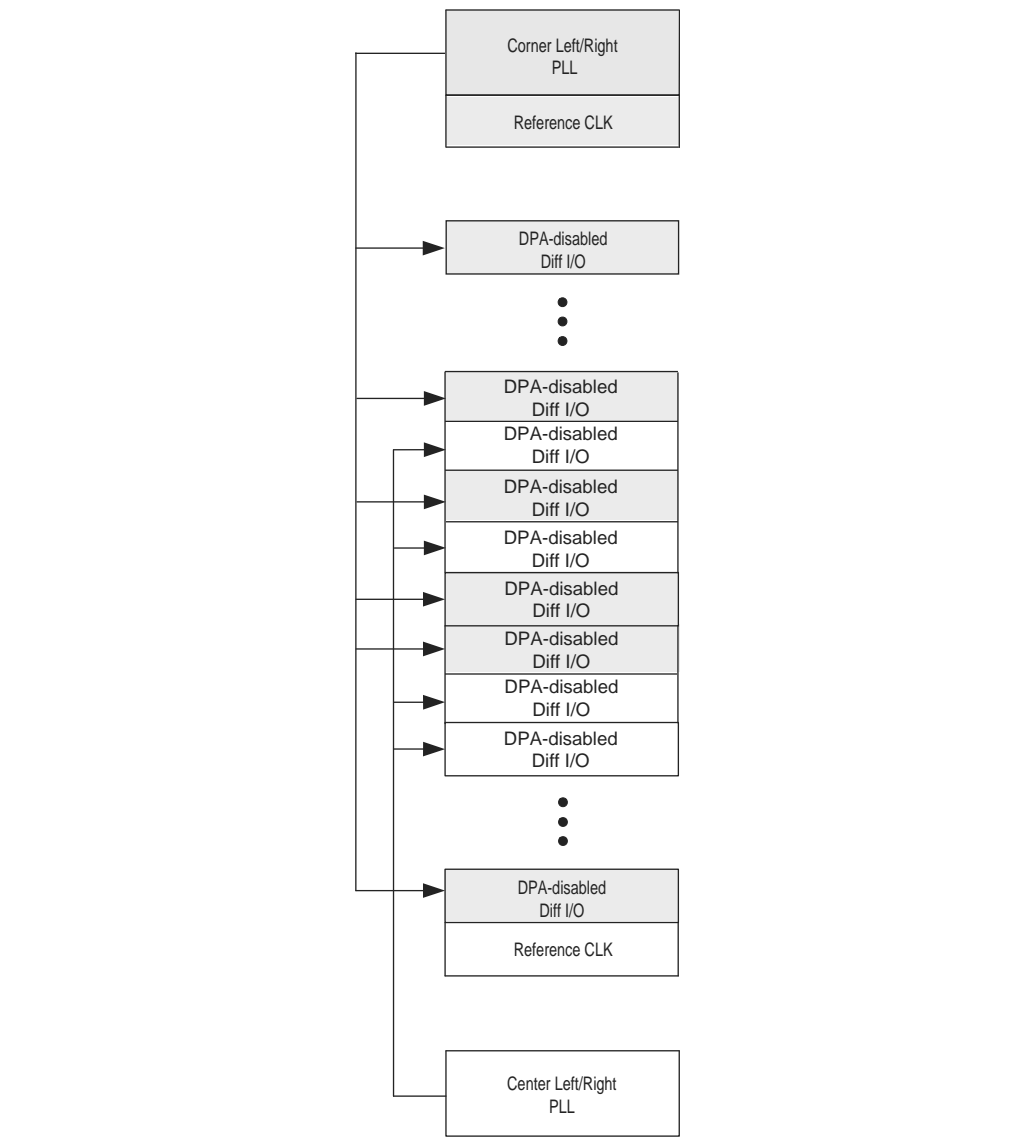 Corner Left/Right
PLL
Reference CLK
DPA-disabled
Diff I/O
DPA-disabled
Diff I/O
DPA-disabled
Diff I/O
DPA-disabled
Diff I/O
DPA-disabled
Diff I/O
DPA-disabled
Diff I/O
DPA-disabled
Diff I/O
DPA-disabled
Diff I/O
DPA-disabled
Diff I/O
DPA-disabled
Diff I/O
Reference CLK
Center Left/Right
PLL